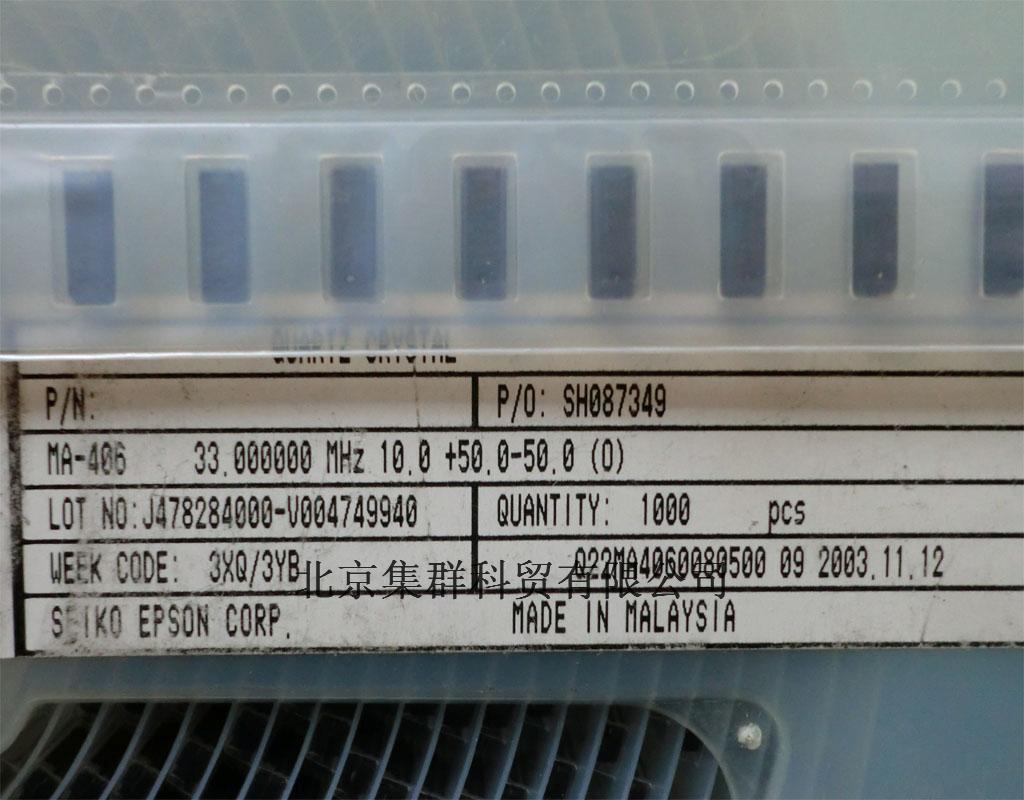 QUARTZ CRYSTAL
P/N: P/O: SH087349
MA-406 33.000000 MHz 10.0 +50.0-50.0 (O)
LOT NO:J478284000-V004749940 QUANTITY: 1000 pcs
WEEK CODE: 3XQ/3YB Q22MA4060080500 09 2003.11.12
北京集群科贸有限公司
SEIKO EPSON CORP. MADE IN MALAYSIA